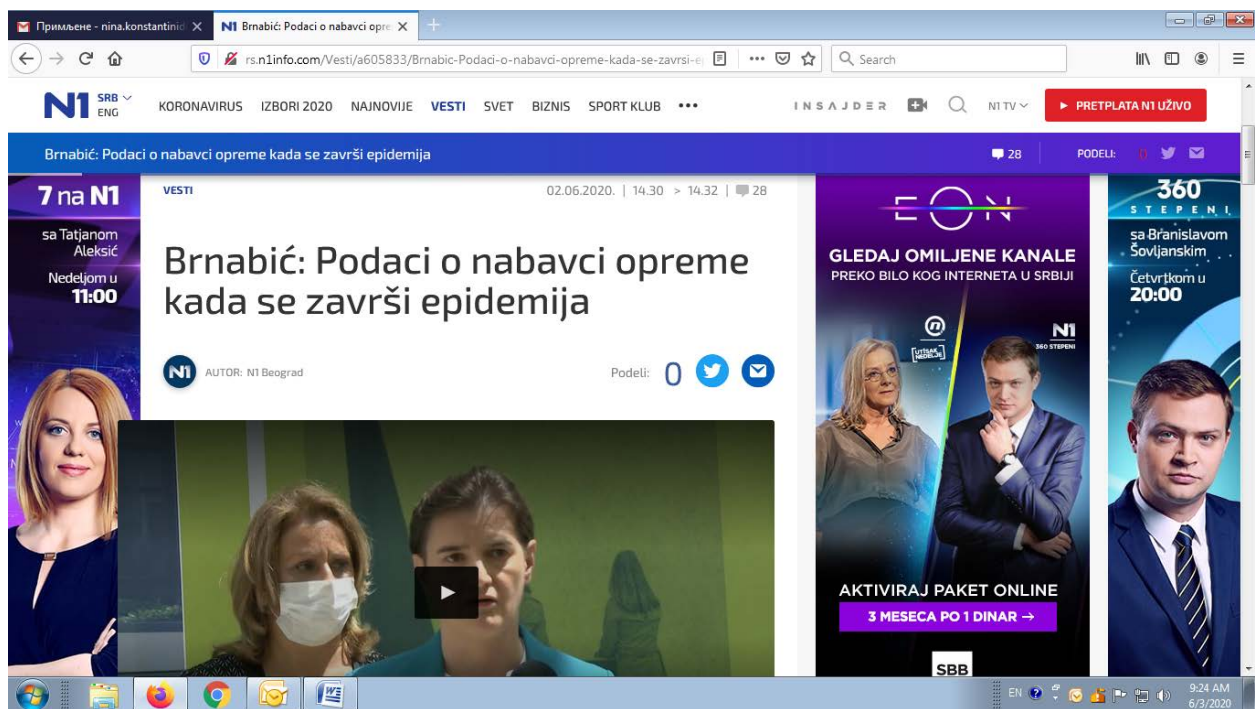 Примљене - nina.konstantinid
N1 Brnabić: Podaci o nabavci opre
rs.n1info.com/Vesti/a605833/Brnabic-Podaci-o-nabavci-opreme-kada-se-zavrsi-e
Search
N1 SRB
ENG
KORONAVIRUS IZBORI 2020 NAJNOVIJE VESTI SVET BIZNIS SPORT KLUB •••
INSAJDER
N1 TV
PRETPLATA N1 UŽIVO
Brnabić: Podaci o nabavci opreme kada se završi epidemija
28
PODELI: 0
7 na N1
sa Tatjanom
Aleksić
Nedeljom u
11:00
VESTI
02.06.2020. | 14.30 > 14.32 | 28
Brnabić: Podaci o nabavci opreme
kada se završi epidemija
N1 AUTOR: N1 Beograd
Podeli: 0
EON
GLEDAJ OMILJENE KANALE
PREKO BILO KOG INTERNETA U SRBIJI
n
UTISAK
NEDELJE
N1
360 STEPENI
AKTIVIRAJ PAKET ONLINE
3 MESECA PO 1 DINAR →
SBB
360
STEPENI
sa Branislavom
Šovljanskim
Četvrtkom u
20:00
EN
9:24 AM
6/3/2020